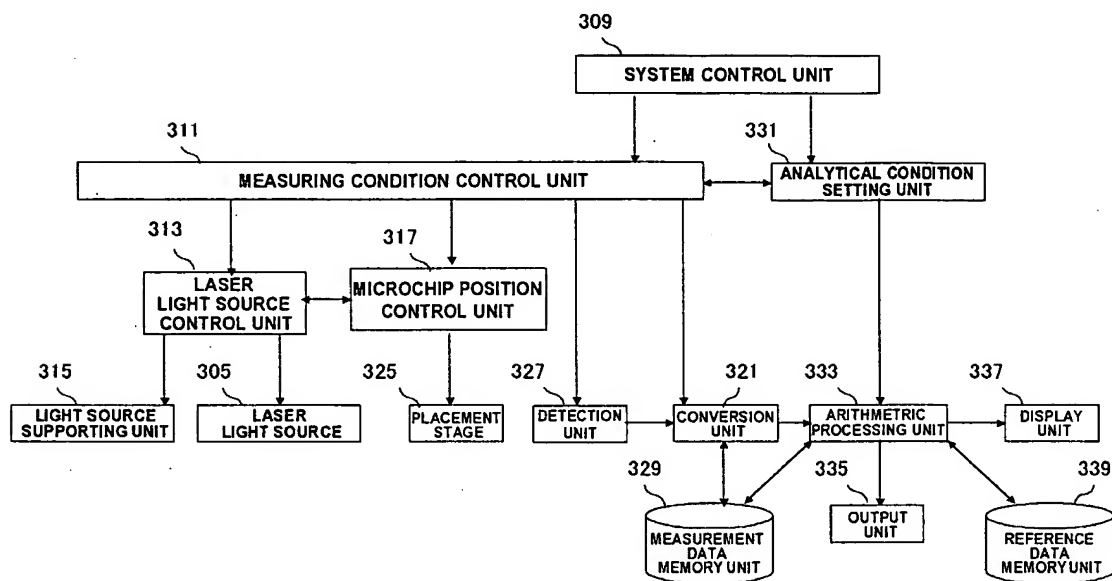 309
SYSTEM CONTROL UNIT
311
MEASURING CONDITION CONTROL UNIT
331
ANALYTICAL CONDITION
SETTING UNIT
313
LASER
LIGHT SOURCE
CONTROL UNIT
317
MICROCHIP POSITION
CONTROL UNIT
315
LIGHT SOURCE
SUPPORTING UNIT
305
LASER
LIGHT SOURCE
325
PLACEMENT
STAGE
327
DETECTION
UNIT
321
CONVERSION
UNIT
333
ARITHMETRIC
PROCESSING UNIT
337
DISPLAY
UNIT
329
MEASUREMENT
DATA
MEMORY UNIT
335
OUTPUT
UNIT
339
REFERENCE
DATA
MEMORY UNIT